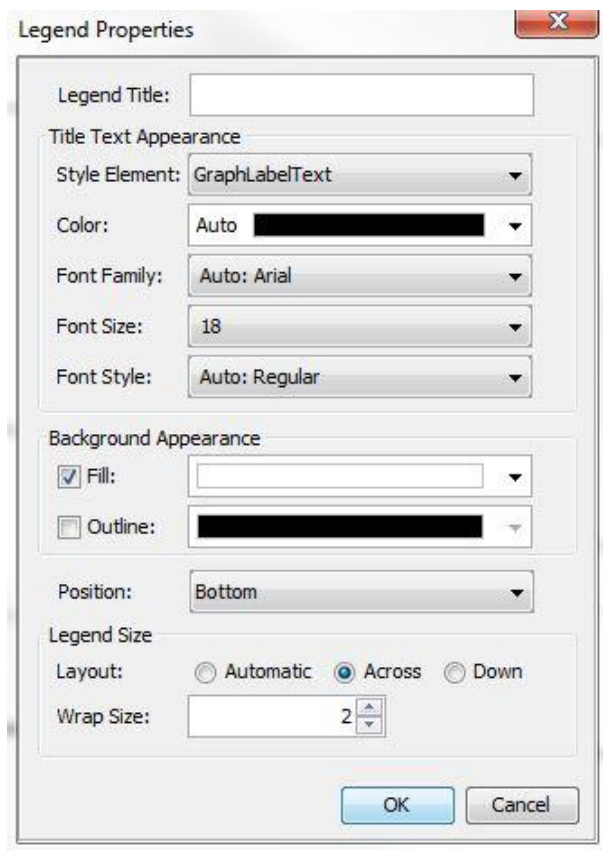 Legend Properties
Legend Title:
Title Text Appearance
Style Element: GraphLabelText
Color: Auto
Font Family: Auto: Arial
Font Size: 18
Font Style: Auto: Regular
Background Appearance
Fill:
Outline:
Position: Bottom
Legend Size
Layout: Automatic Across Down
Wrap Size: 2
OK Cancel